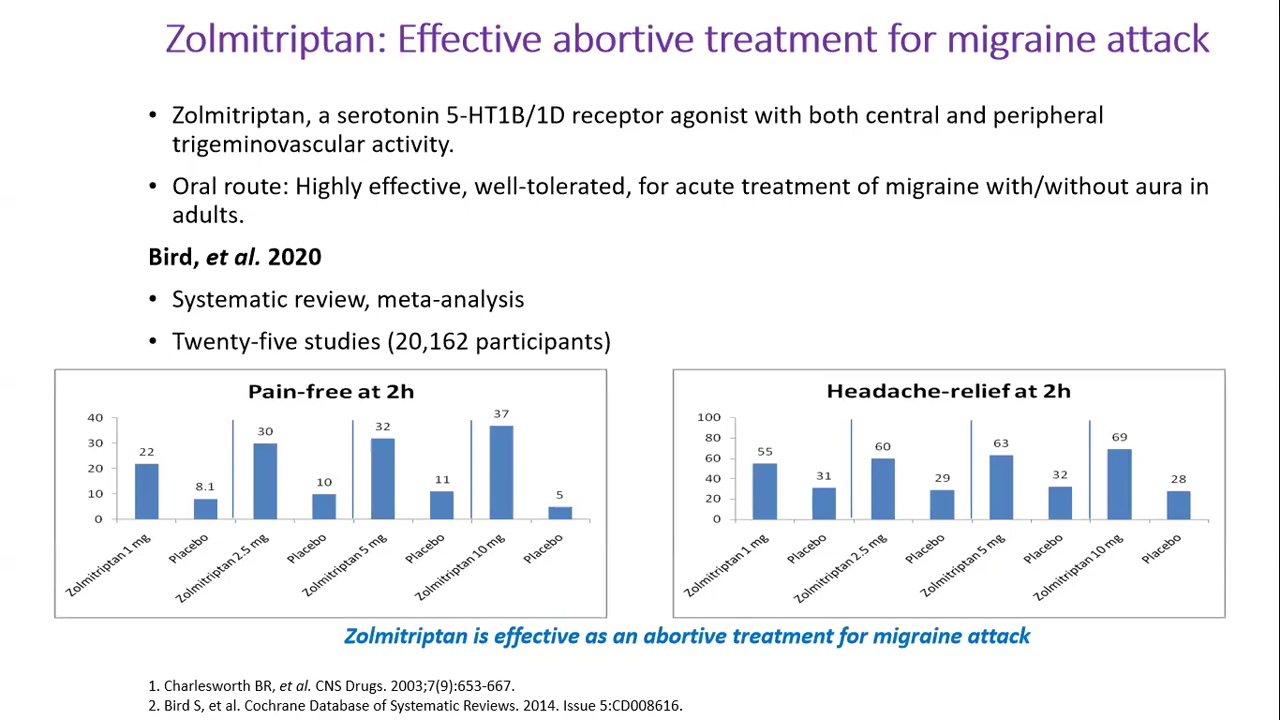 Zolmitriptan: Effective abortive treatment for migraine attack
• Zolmitriptan, a serotonin 5-HT1B/1D receptor agonist with both central and peripheral
trigeminovascular activity.
• Oral route: Highly effective, well-tolerated, for acute treatment of migraine with/without aura in
adults.
Bird, et al. 2020
• Systematic review, meta-analysis
• Twenty-five studies (20,162 participants)
Pain-free at 2h
40
30
20
10
0
22
8.1
30
10
32
11
37
5
Zolmitriptan 1 mg
Placebo
Zolmitriptan 2.5 mg
Placebo
Zolmitriptan 5 mg
Placebo
Zolmitriptan 10 mg
Placebo
Headache-relief at 2h
100
80
60
40
20
0
55
31
60
29
63
32
69
28
Zolmitriptan 1 mg
Placebo
Zolmitriptan 2.5 mg
Placebo
Zolmitriptan 5 mg
Placebo
Zolmitriptan 10 mg
Placebo
Zolmitriptan is effective as an abortive treatment for migraine attack
1. Charlesworth BR, et al. CNS Drugs. 2003;7(9):653-667.
2. Bird S, et al. Cochrane Database of Systematic Reviews. 2014. Issue 5:CD008616.